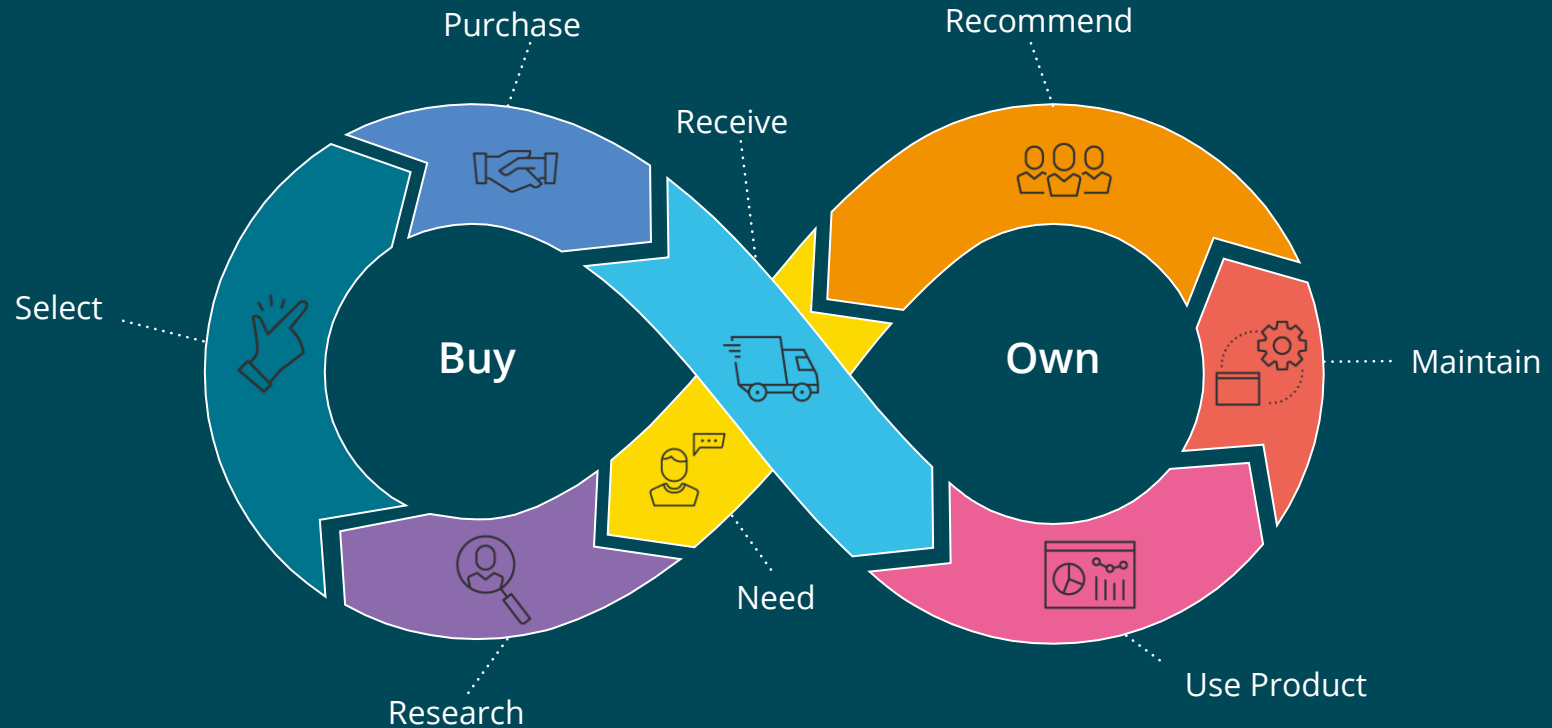 Purchase
Recommend
Receive
Select
Buy
Own
Maintain
Need
Use Product
Research